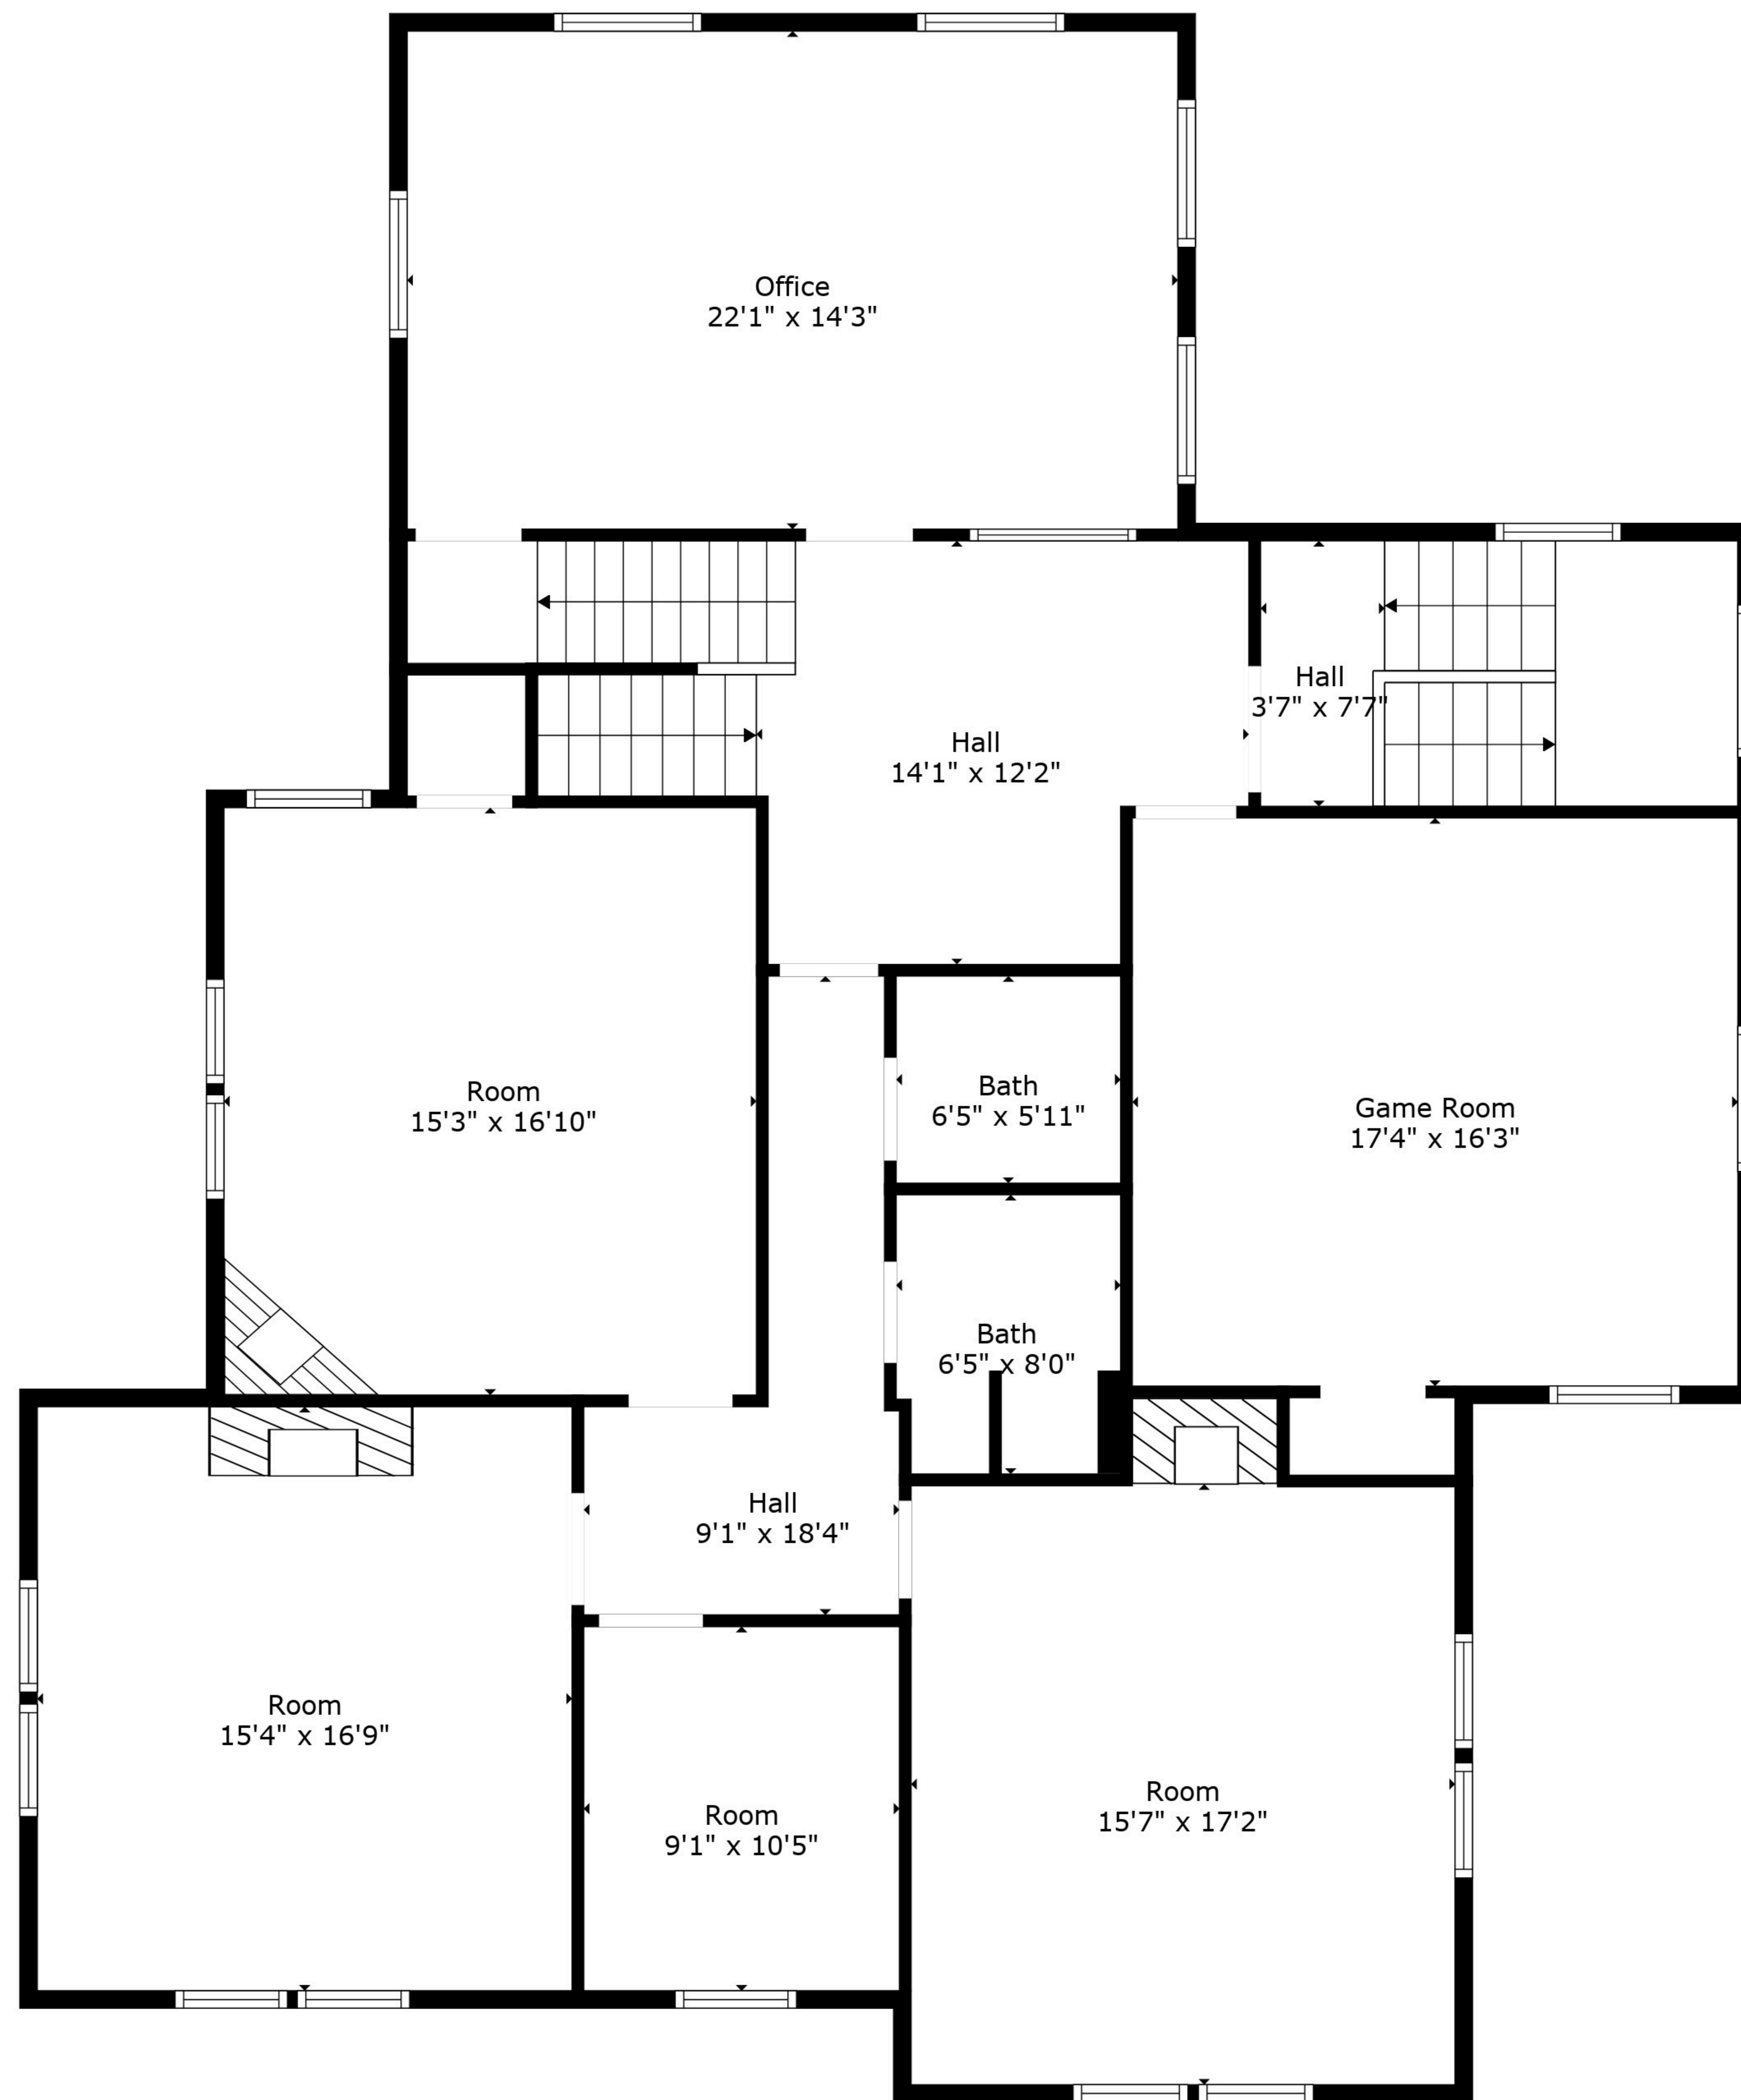 Office
22'1" x 14'3"
Hall
3'7" x 7'7"
Hall
14'1" x 12'2"
Room
15'3" x 16'10"
Bath
6'5" x 5'11"
Game Room
17'4" x 16'3"
Bath
6'5" x 8'0"
Hall
9'1" x 18'4"
Room
15'4" x 16'9"
Room
9'1" x 10'5"
Room
15'7" x 17'2"